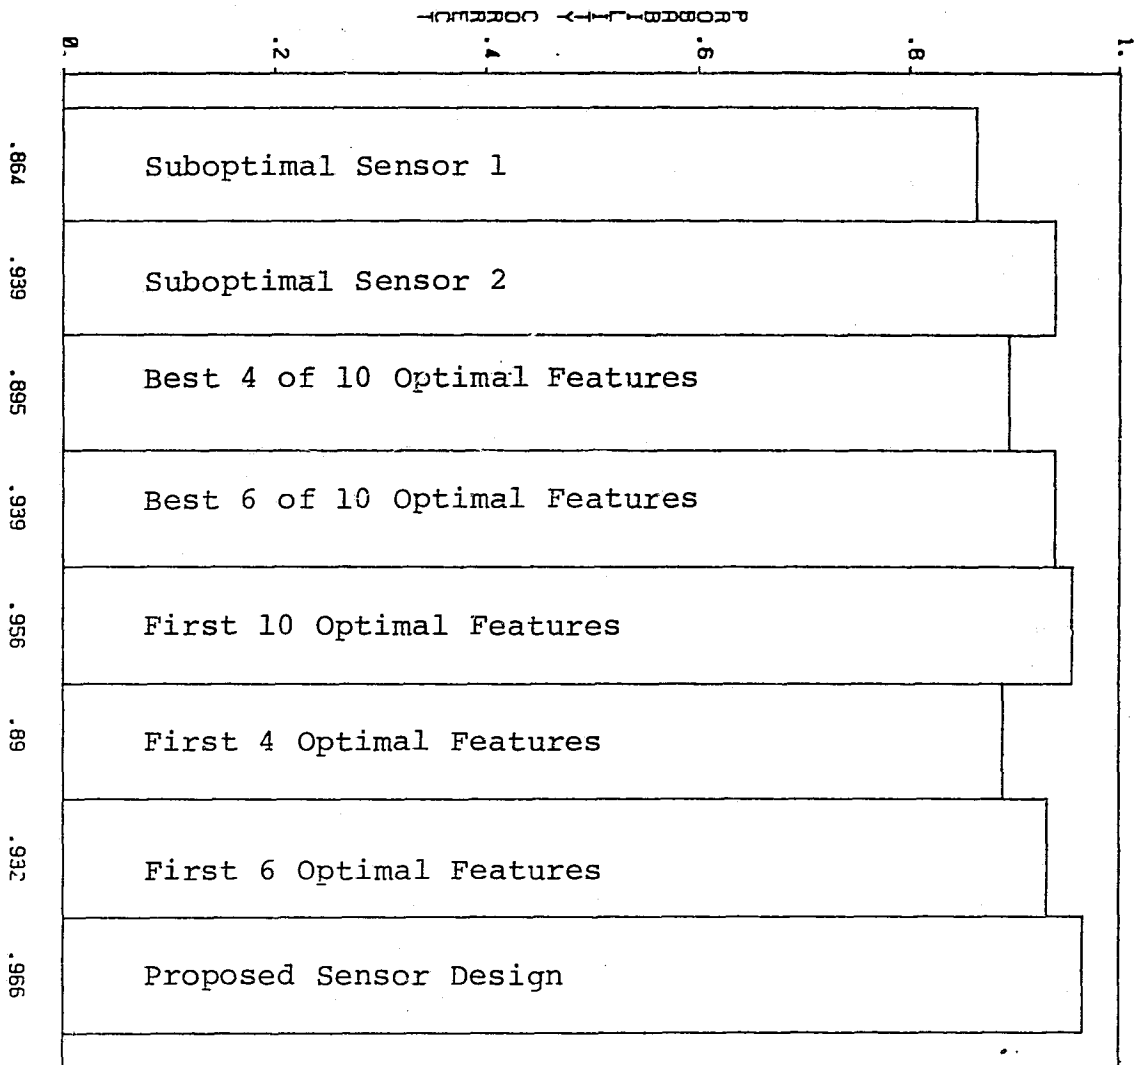 PROBABILITY CORRECT
0. .2 .4 .6 .8 1.
.864 Suboptimal Sensor 1
.939 Suboptimal Sensor 2
.895 Best 4 of 10 Optimal Features
.939 Best 6 of 10 Optimal Features
.956 First 10 Optimal Features
.89 First 4 Optimal Features
.932 First 6 Optimal Features
.966 Proposed Sensor Design